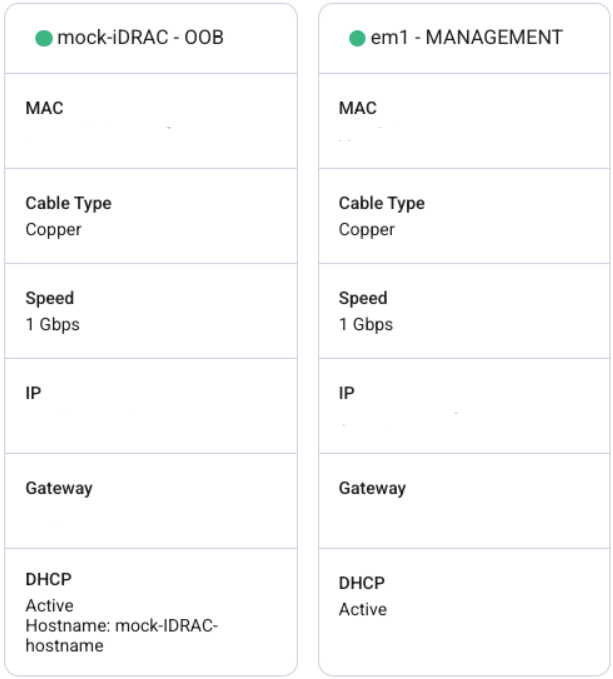 mock-iDRAC - OOB
MAC
Cable Type
Copper
Speed
1 Gbps
IP
Gateway
DHCP
Active
Hostname: mock-IDRAC-
hostname
em1 - MANAGEMENT
MAC
Cable Type
Copper
Speed
1 Gbps
IP
Gateway
DHCP
Active